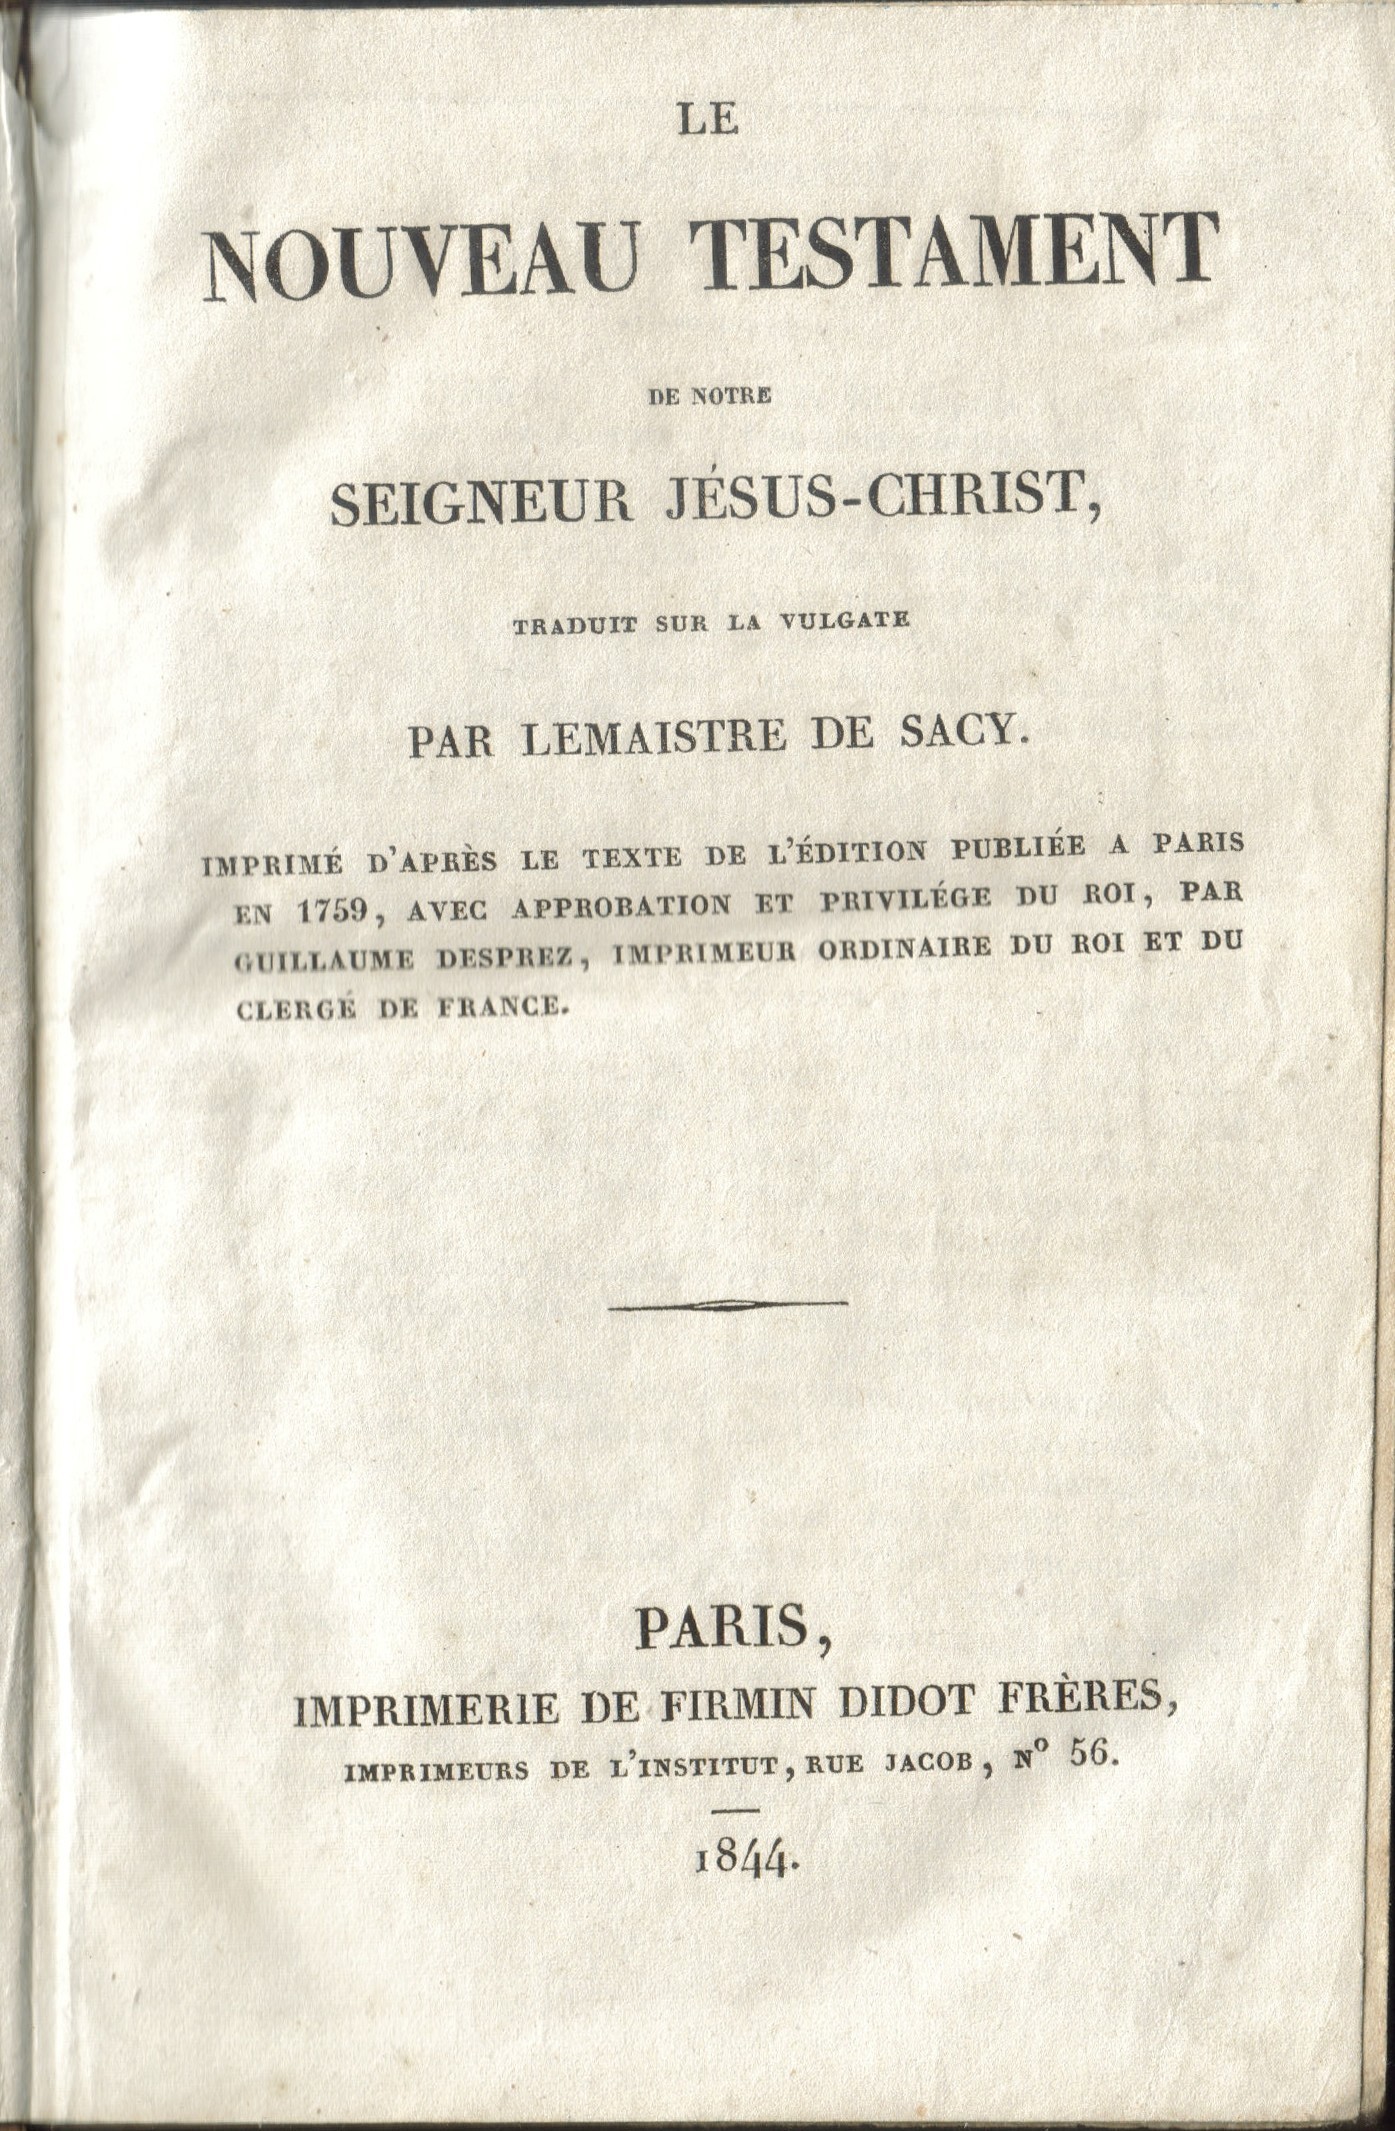 LE
NOUVEAU TESTAMENT
DE NOTRE
SEIGNEUR JÉSUS-CHRIST,
TRADUIT SUR LA VULGATE
PAR LEMAISTRE DE SACY.
IMPRIMÉ D'APRÈS LE TEXTE DE L'ÉDITION PUBLIÉE A PARIS
EN 1759, AVEC APPROBATION ET PRIVILÉGE DU ROI, PAR
GUILLAUME DESPREZ, IMPRIMEUR ORDINAIRE DU ROI ET DU
CLERGÉ DE FRANCE.
PARIS,
IMPRIMERIE DE FIRMIN DIDOT FRÈRES,
IMPRIMEURS DE L'INSTITUT, RUE JACOB, Nº 56.
1844.